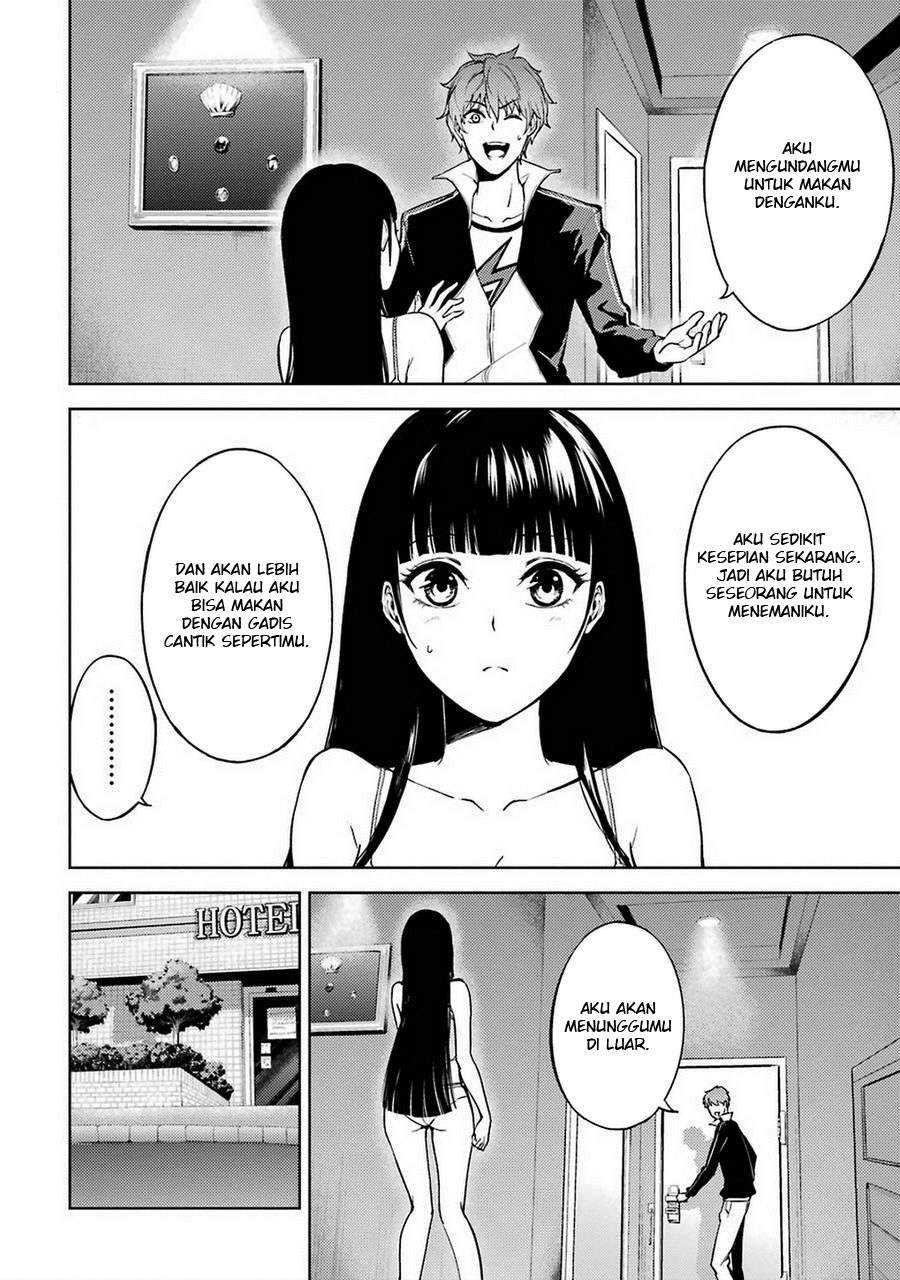 AKU
MENGUNDANGMU
UNTUK MAKAN
DENGANKU.
AKU SEDIKIT
KESEPIAN SEKARANG.
JADI AKU BUTUH
SESEORANG UNTUK
MENEMANIKU.
DAN AKAN LEBIH
BAIK KALAU AKU
BISA MAKAN
DENGAN GADIS
CANTIK SEPERTIMU.
.........
AKU AKAN
MENUNGGUMU
DI LUAR.
HOTEL